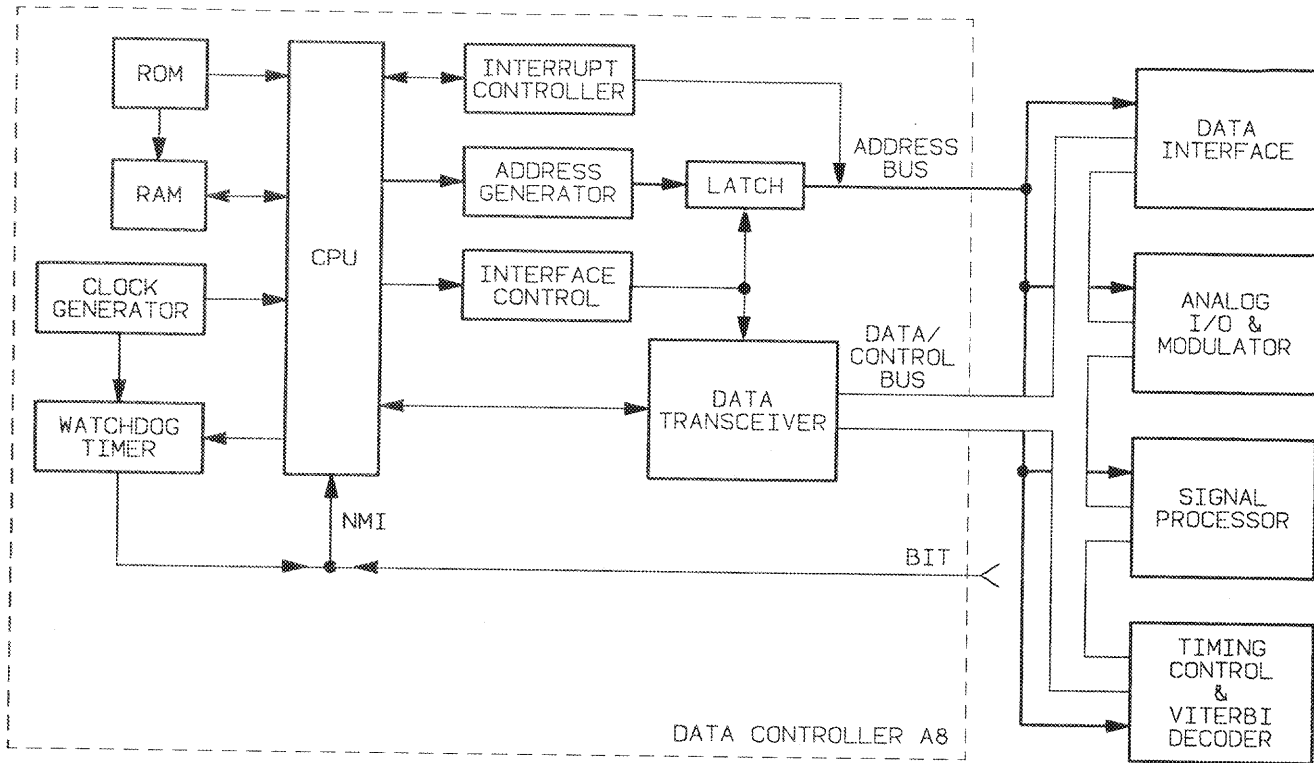 ROM
RAM
CLOCK
GENERATOR
WATCHDOG
TIMER
CPU
NMI
INTERRUPT
CONTROLLER
ADDRESS
GENERATOR
INTERFACE
CONTROL
LATCH
ADDRESS
BUS
DATA/
CONTROL
BUS
DATA
TRANSCEIVER
BIT
DATA CONTROLLER A8
DATA
INTERFACE
ANALOG
I/O &
MODULATOR
SIGNAL
PROCESSOR
TIMING
CONTROL
&
VITERBI
DECODER